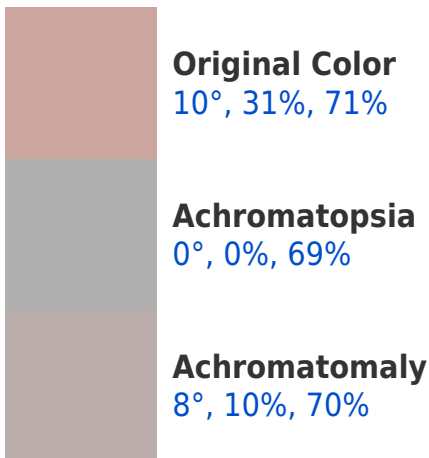 Original Color
10°, 31%, 71%
Achromatopsia
0°, 0%, 69%
Achromatomaly
8°, 10%, 70%